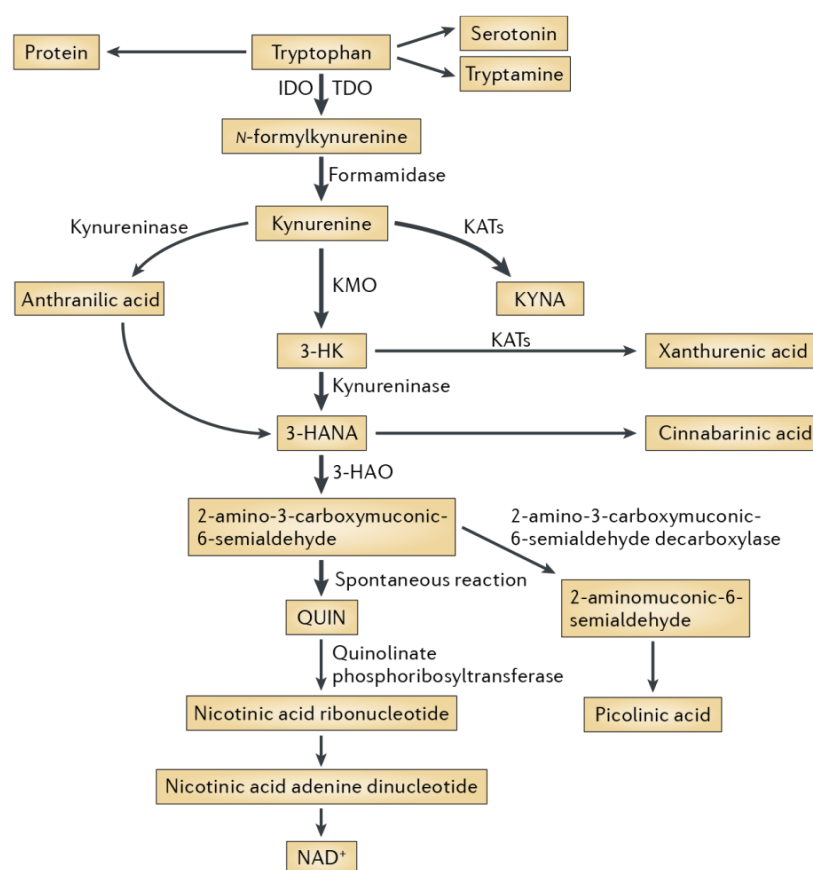 Serotonin
Protein
Tryptophan
Tryptamine
IDO TDO
N-formylkynurenine
Formamidase
Kynureninase
Kynurenine
KATs
Anthranilic acid
KMO
KYNA
3-HK
KATs
Xanthurenic acid
Kynureninase
3-HANA
Cinnabarinic acid
3-HAO
2-amino-3-carboxymuconic-
6-semialdehyde
2-amino-3-carboxymuconic-
6-semialdehyde decarboxylase
Spontaneous reaction
2-aminomuconic-6-
semialdehyde
QUIN
Quinolinate
phosphoribosyltransferase
Nicotinic acid ribonucleotide
Picolinic acid
Nicotinic acid adenine dinucleotide
NAD⁺